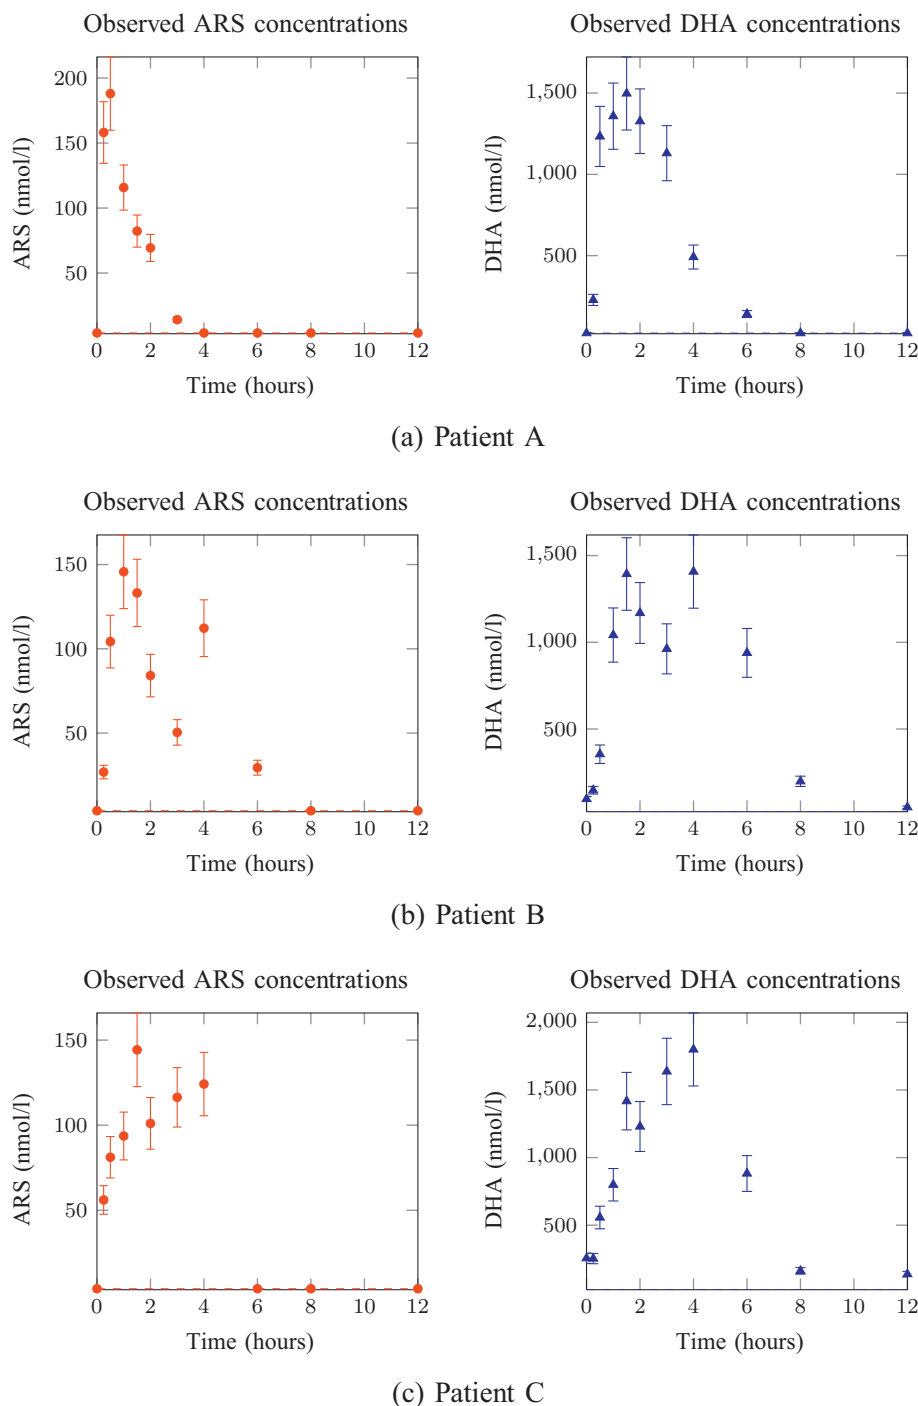 Observed ARS concentrations
200
150
100
50
ARS (nmol/l)
0 2 4 6 8 10 12
Time (hours)
Observed DHA concentrations
1,500
1,000
500
DHA (nmol/l)
0 2 4 6 8 10 12
Time (hours)
(a) Patient A
Observed ARS concentrations
150
100
50
ARS (nmol/l)
0 2 4 6 8 10 12
Time (hours)
Observed DHA concentrations
1,500
1,000
500
DHA (nmol/l)
0 2 4 6 8 10 12
Time (hours)
(b) Patient B
Observed ARS concentrations
150
100
50
ARS (nmol/l)
0 2 4 6 8 10 12
Time (hours)
Observed DHA concentrations
2,000
1,500
1,000
500
DHA (nmol/l)
0 2 4 6 8 10 12
Time (hours)
(c) Patient C